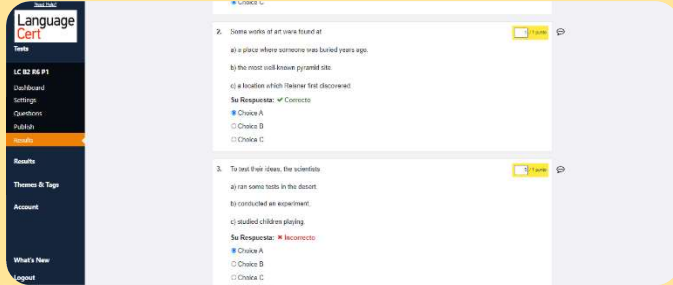 Need Help?
Language
Cert
Tests
LC B2 R6 P1
Dashboard
Settings
Questions
Publish
Results
Results
Themes & Tags
Account
What's New
Logout
Choice C
2. Some works of art were found at
a) a place where someone was buried years ago.
b) the most well-known pyramid site.
c) a location which Reisner first discovered.
Su Respuesta: ✔ Correcto
Choice A
Choice B
Choice C
3. To test their ideas, the scientists
a) ran some tests in the desert.
b) conducted an experiment.
c) studied children playing.
Su Respuesta: ✖ Incorrecto
Choice A
Choice B
Choice C